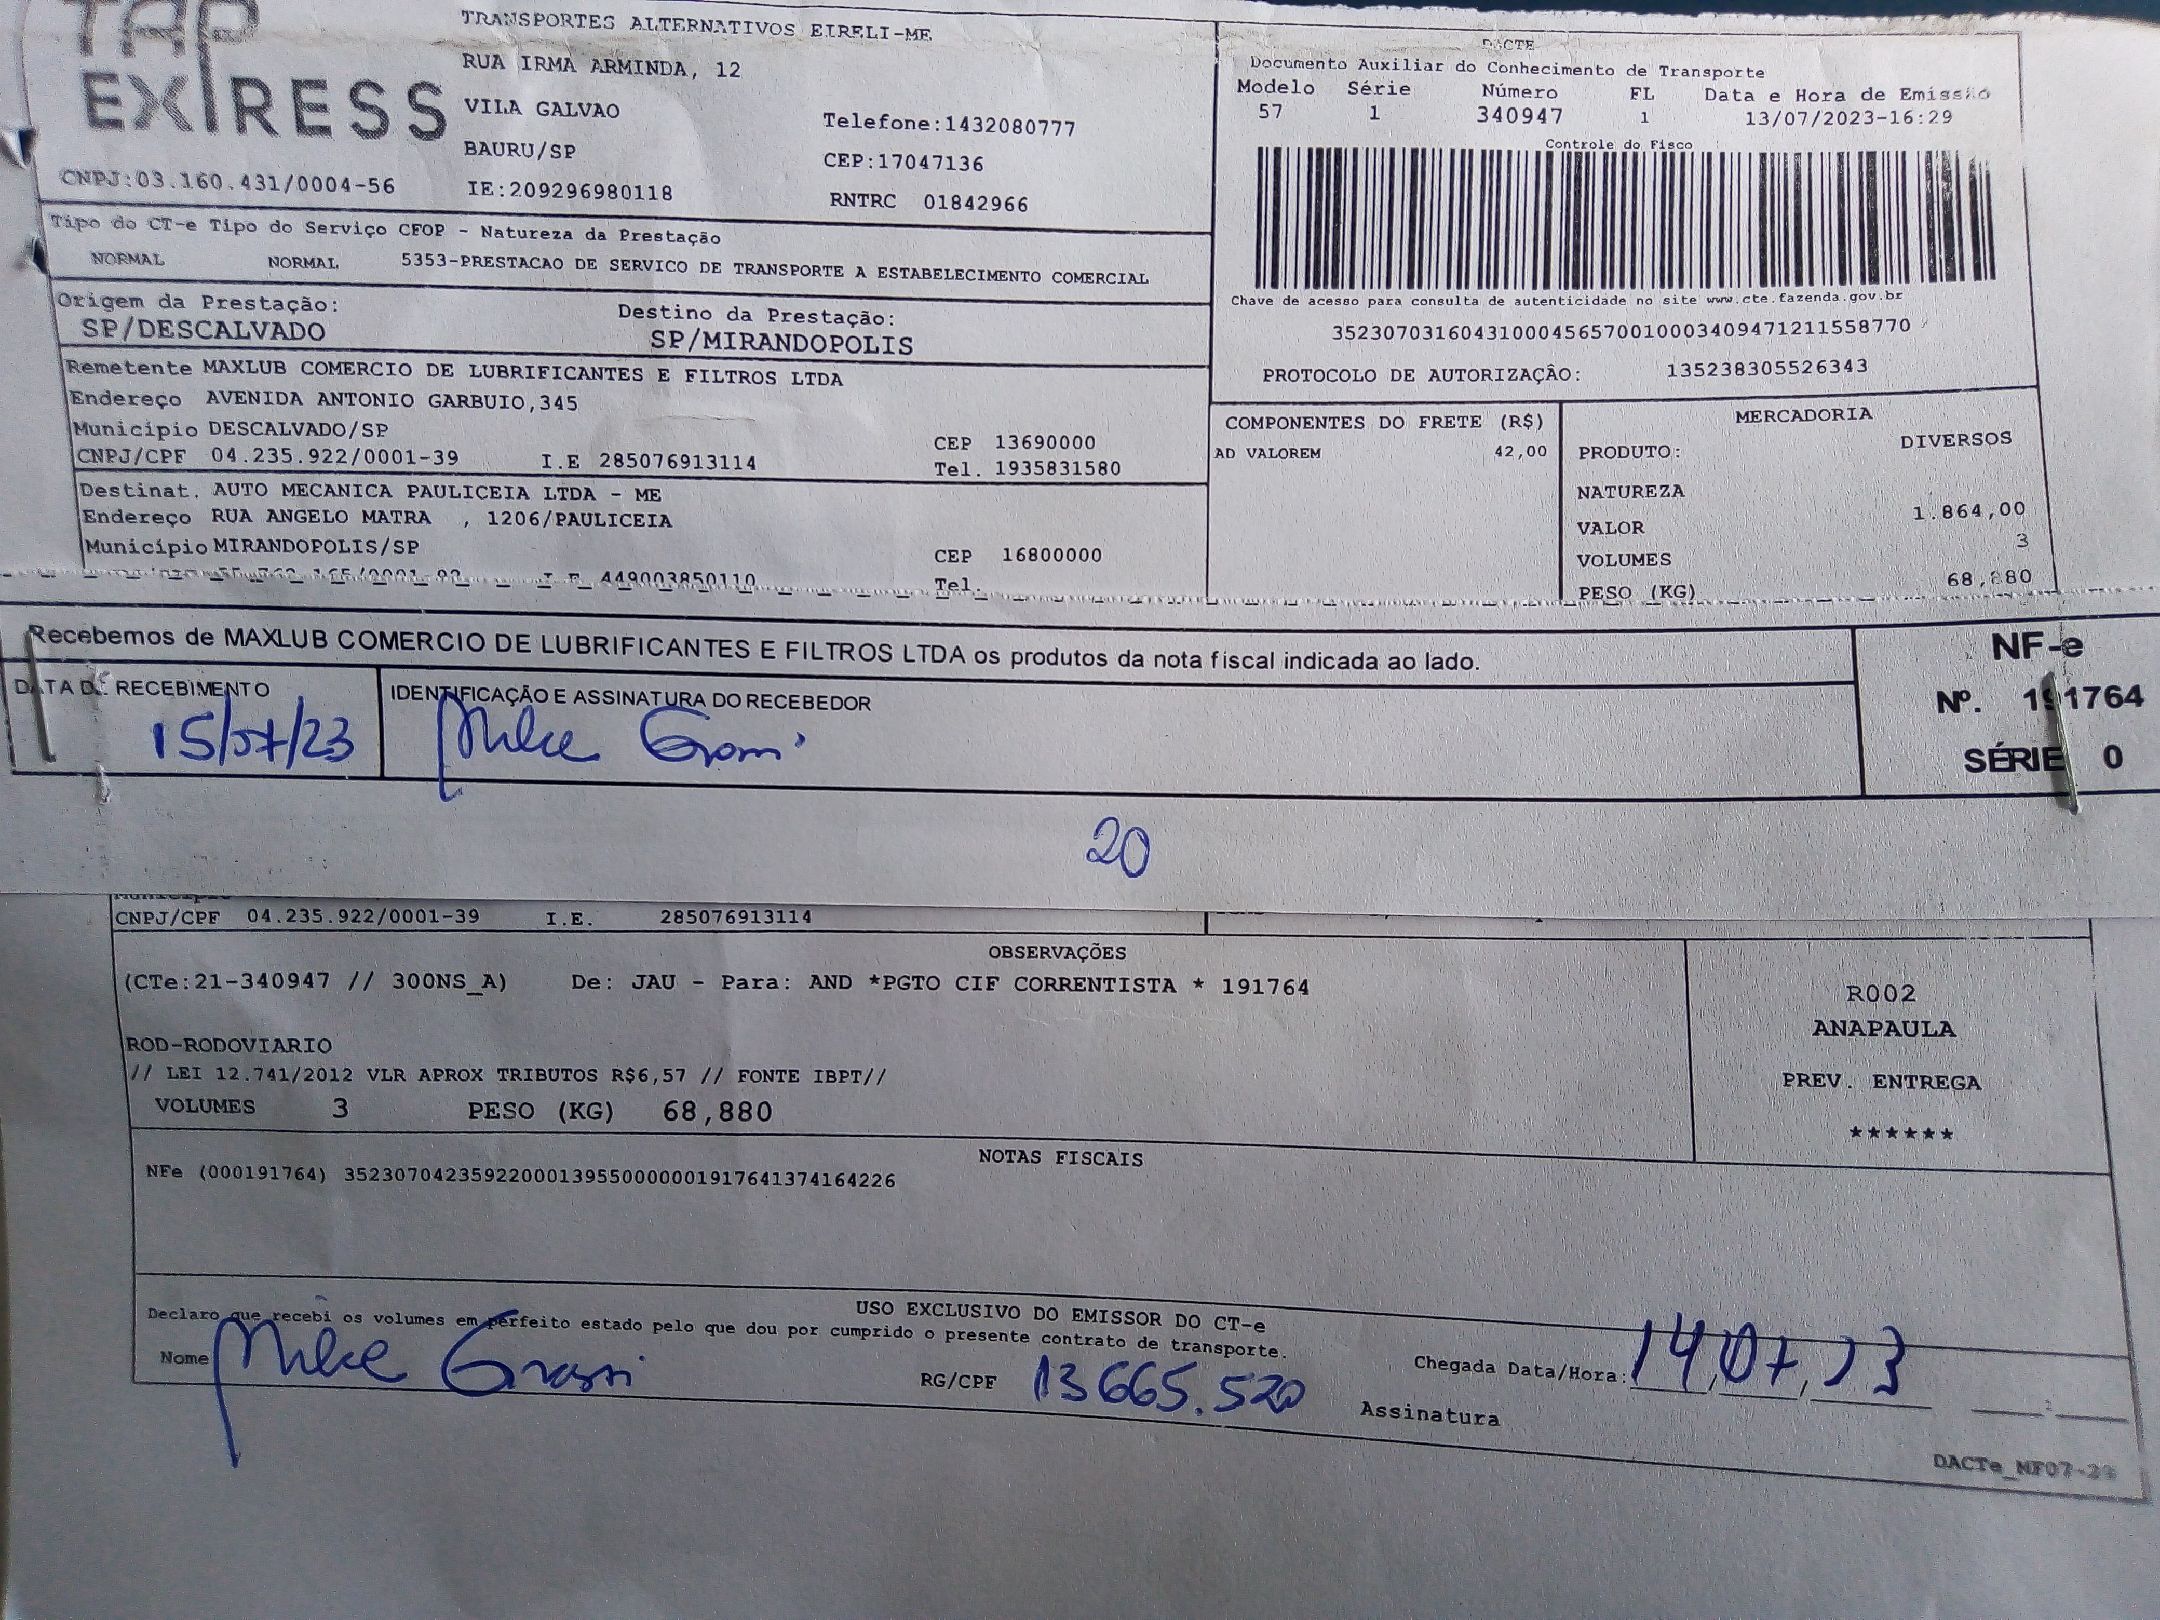 TAP
EXPRESS
TRANSPORTES ALTERNATIVOS EIRELI-ME
RUA IRMA ARMINDA, 12
VILA GALVAO
Telefone:1432080777
BAURU/SP
CEP:17047136
CNPJ:03.160.431/0004-56
IE:209296980118
RNTRC 01842966
DACTE
Documento Auxiliar do Conhecimento de Transporte
Modelo Série Número FL Data e Hora de Emissão
57 1 340947 1 13/07/2023-16:29
Controle do Fisco
Chave de acesso para consulta de autenticidade no site www.cte.fazenda.gov.br
35230703160431000456570010003409471211558770
PROTOCOLO DE AUTORIZAÇÃO: 135238305526343
Tipo do CT-e Tipo do Serviço CFOP - Natureza da Prestação
NORMAL NORMAL 5353-PRESTACAO DE SERVICO DE TRANSPORTE A ESTABELECIMENTO COMERCIAL
Origem da Prestação: Destino da Prestação:
SP/DESCALVADO SP/MIRANDOPOLIS
Remetente MAXLUB COMERCIO DE LUBRIFICANTES E FILTROS LTDA
Endereço AVENIDA ANTONIO GARBUIO,345
Município DESCALVADO/SP CEP 13690000
CNPJ/CPF 04.235.922/0001-39 I.E 285076913114 Tel. 1935831580
Destinat. AUTO MECANICA PAULICEIA LTDA - ME
Endereço RUA ANGELO MATRA , 1206/PAULICEIA
Município MIRANDOPOLIS/SP CEP 16800000
I.E 449003850110 Tel.
COMPONENTES DO FRETE (R$)
AD VALOREM 42,00
MERCADORIA
PRODUTO: DIVERSOS
NATUREZA
VALOR 1.864,00
VOLUMES 3
PESO (KG) 68,880
Recebemos de MAXLUB COMERCIO DE LUBRIFICANTES E FILTROS LTDA os produtos da nota fiscal indicada ao lado.
NF-e
Nº. 191764
SÉRIE 0
DATA DE RECEBIMENTO IDENTIFICAÇÃO E ASSINATURA DO RECEBEDOR
15/07/23
20
CNPJ/CPF 04.235.922/0001-39 I.E. 285076913114
OBSERVAÇÕES
(CTe:21-340947 // 300NS_A) De: JAU - Para: AND *PGTO CIF CORRENTISTA * 191764
ROD-RODOVIARIO
// LEI 12.741/2012 VLR APROX TRIBUTOS R$6,57 // FONTE IBPT//
VOLUMES 3 PESO (KG) 68,880
R002
ANAPAULA
PREV. ENTREGA
******
NOTAS FISCAIS
NFe (000191764) 35230704235922000139550000001917641374164226
USO EXCLUSIVO DO EMISSOR DO CT-e
Declaro que recebi os volumes em perfeito estado pelo que dou por cumprido o presente contrato de transporte.
Nome RG/CPF 13665.520 Chegada Data/Hora: 14,07,23
Assinatura
DACTe_NF07-23